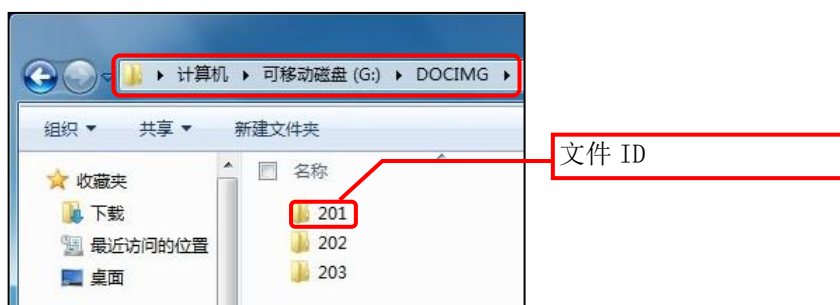 计算机 可移动磁盘 (G:) DOCIMG
组织 共享 新建文件夹
文件 ID
收藏夹
名称
下载
201
最近访问的位置
202
桌面
203